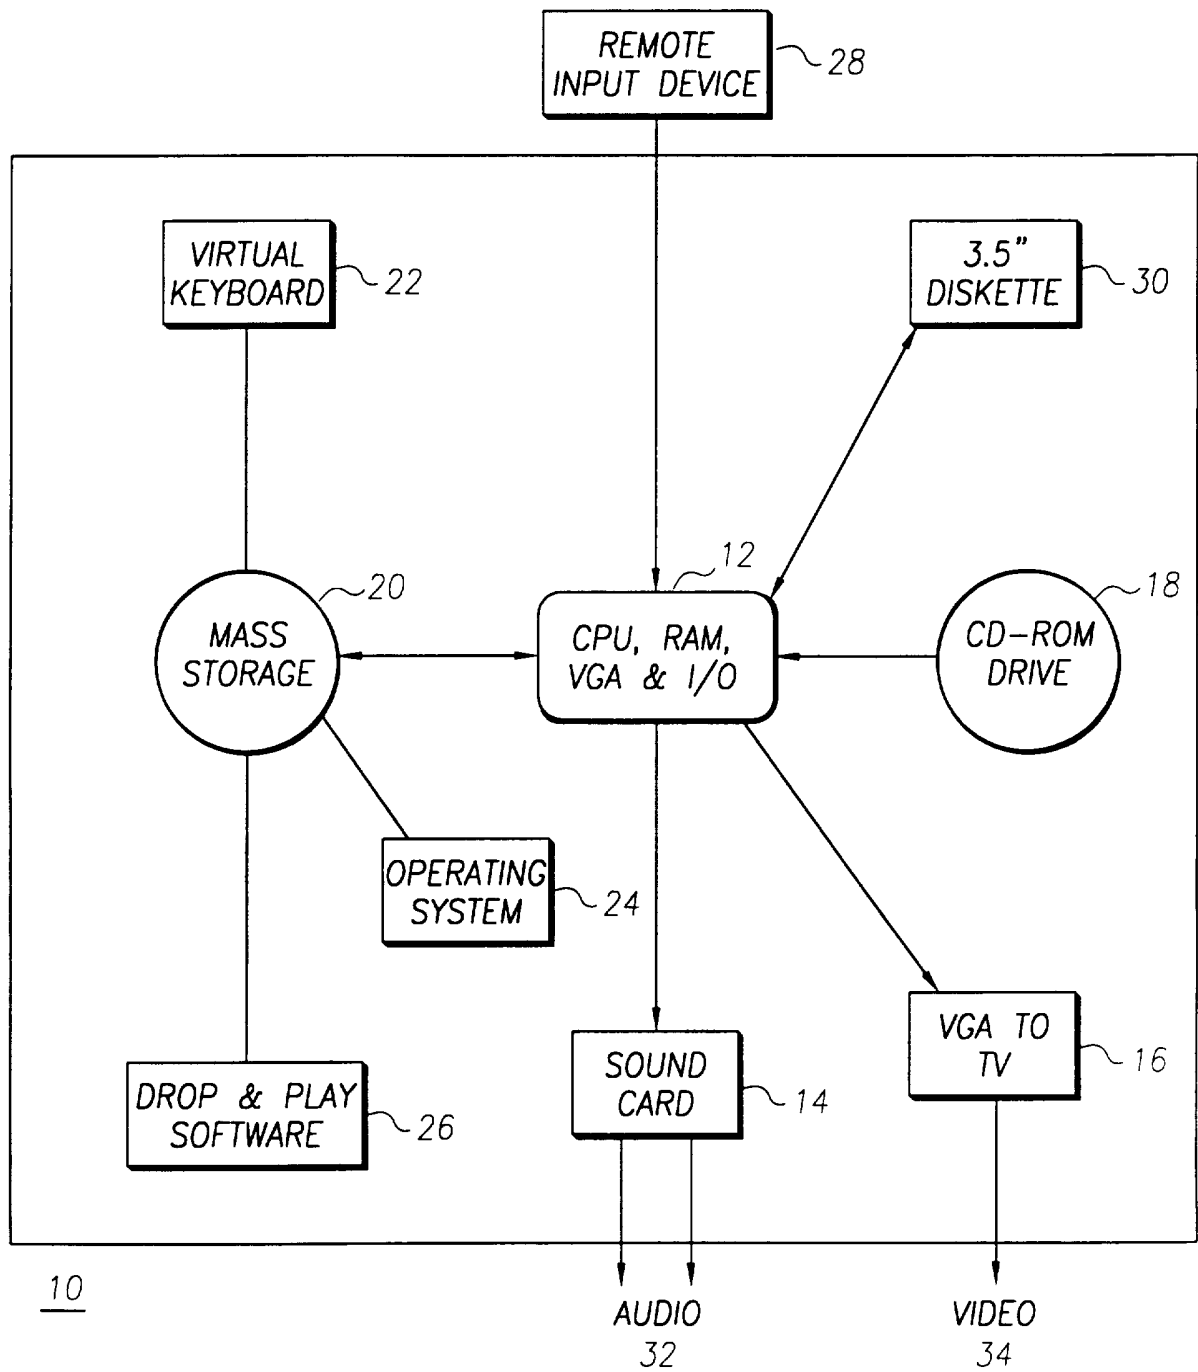 REMOTE
INPUT DEVICE
28
VIRTUAL
KEYBOARD
22
3.5"
DISKETTE
30
12
20
18
MASS
STORAGE
CPU, RAM,
VGA & I/O
CD-ROM
DRIVE
OPERATING
SYSTEM
24
VGA TO
TV
16
SOUND
CARD
14
DROP & PLAY
SOFTWARE
26
10
AUDIO
32
VIDEO
34